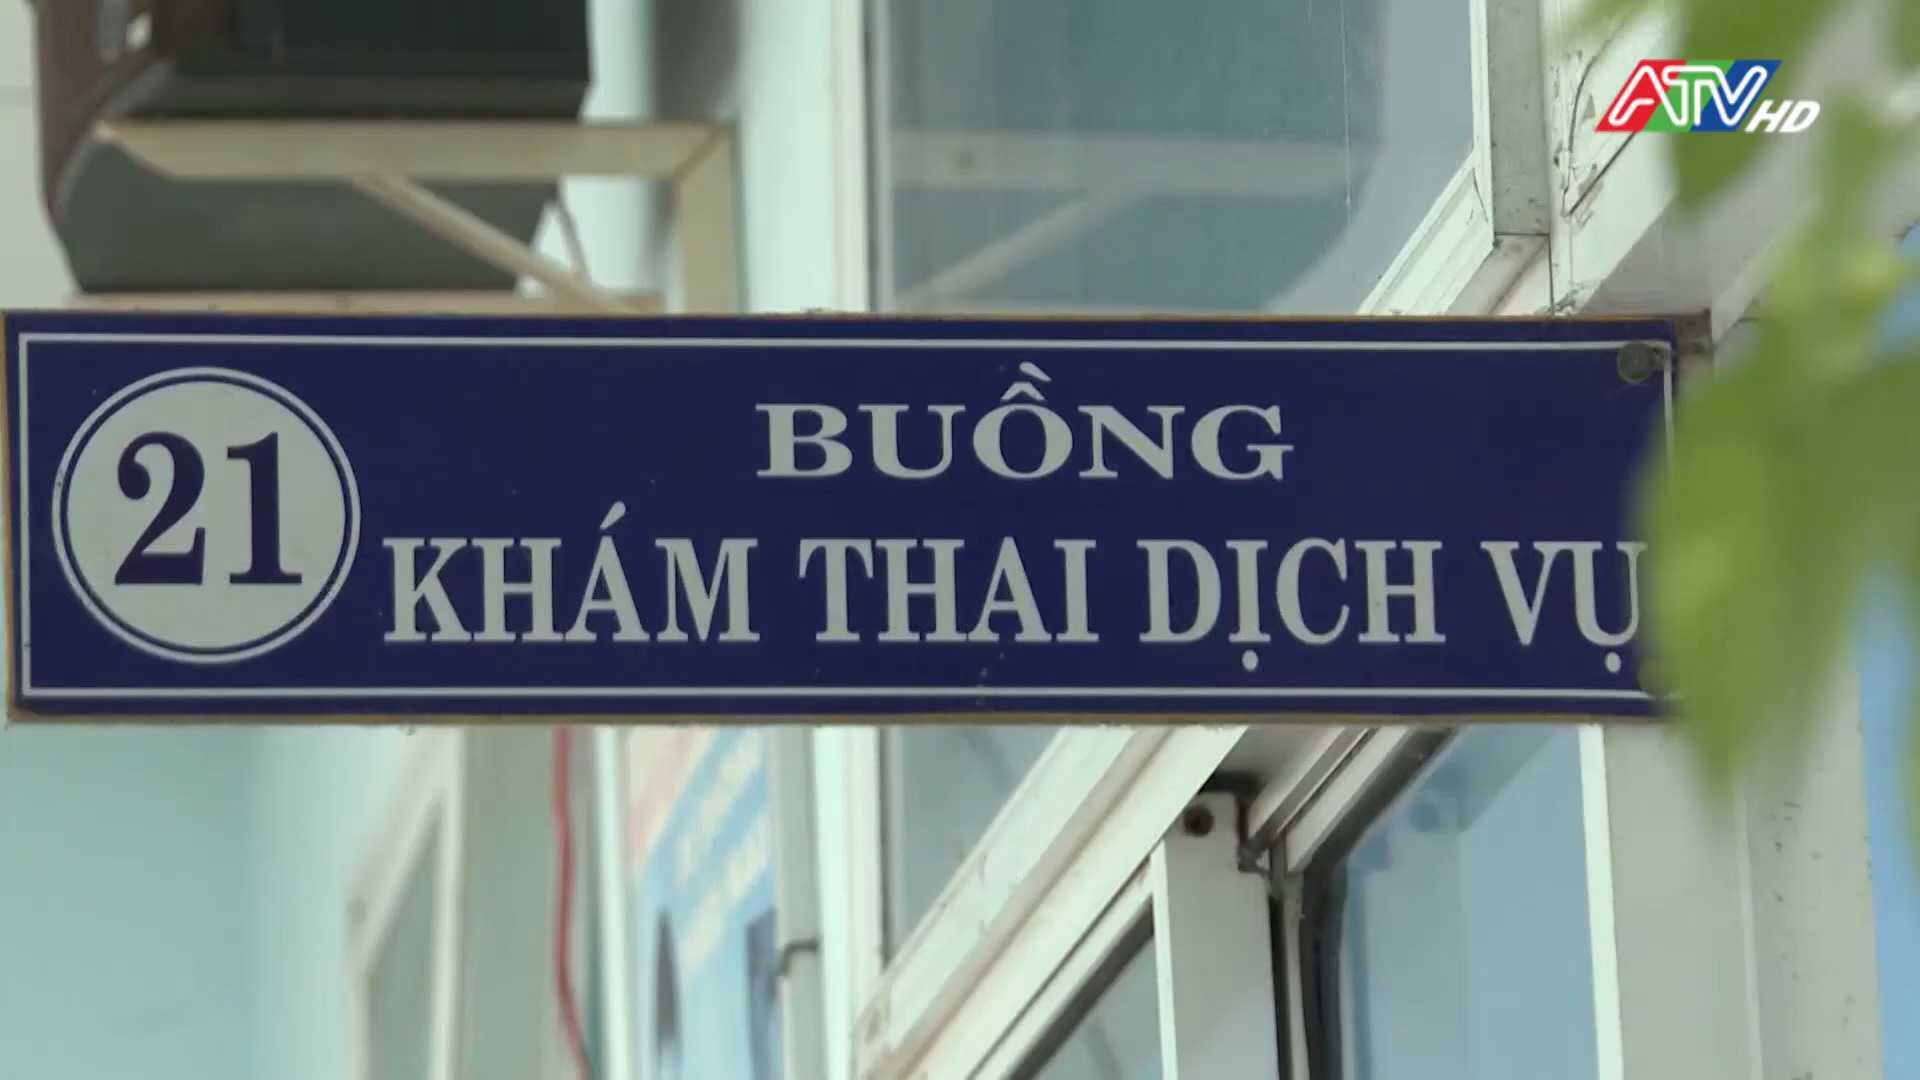 ATV HD
21
BUỒNG
KHÁM THAI DỊCH VỤ